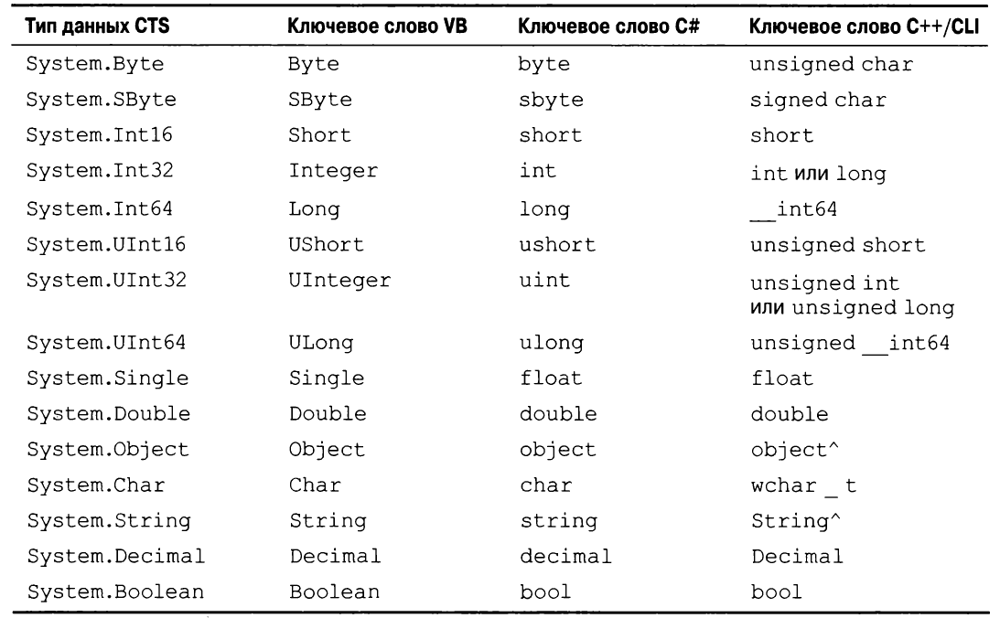 Тип данных CTS Ключевое слово VB Ключевое слово C# Ключевое слово C++/CLI
System.Byte Byte byte unsigned char
System.SByte SByte sbyte signed char
System.Int16 Short short short
System.Int32 Integer int int или long
System.Int64 Long long __int64
System.UInt16 UShort ushort unsigned short
System.UInt32 UInteger uint unsigned int
или unsigned long
System.UInt64 ULong ulong unsigned __int64
System.Single Single float float
System.Double Double double double
System.Object Object object object^
System.Char Char char wchar _ t
System.String String string String^
System.Decimal Decimal decimal Decimal
System.Boolean Boolean bool bool